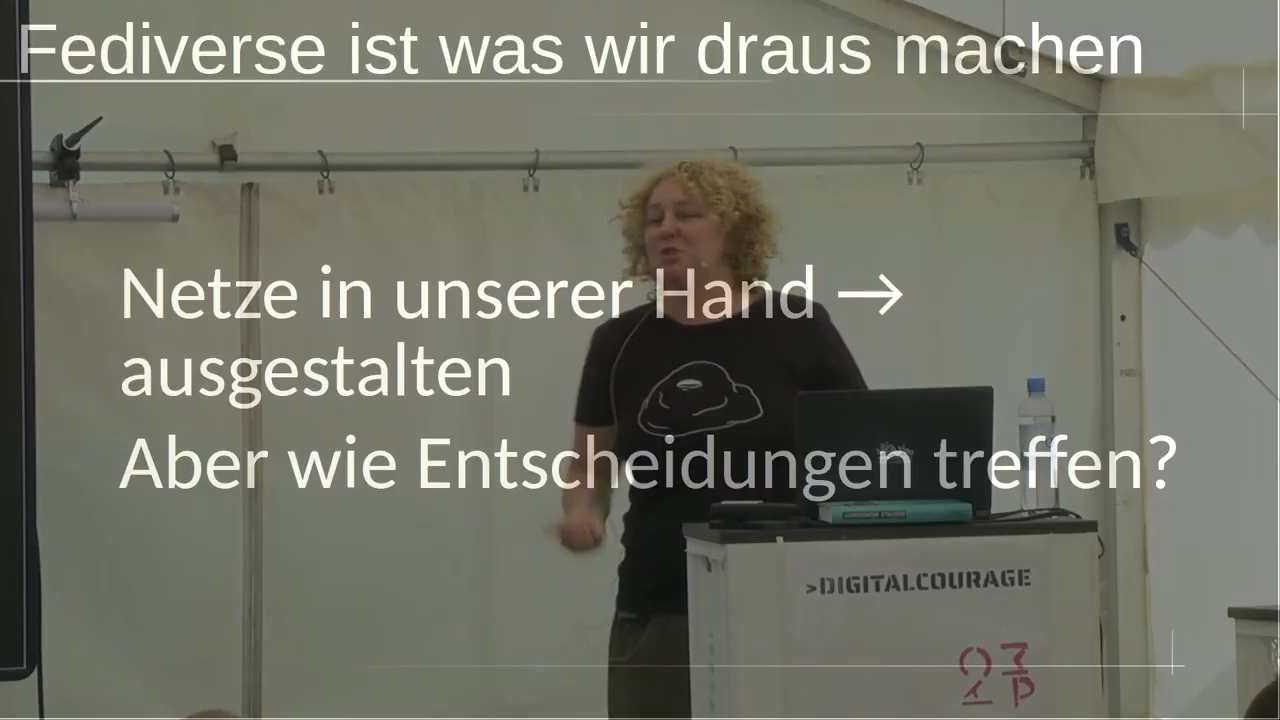 Fediverse ist was wir draus machen
Netze in unserer Hand →
ausgestalten
Aber wie Entscheidungen treffen?
>DIGITALCOURAGE